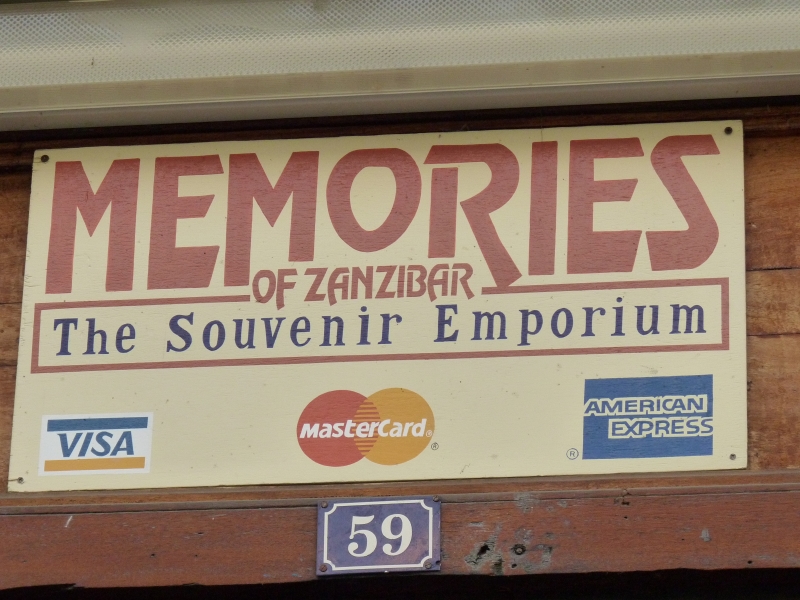 MEMORIES
OF ZANZIBAR
The Souvenir Emporium
VISA
MasterCard®
® AMERICAN
EXPRESS
59